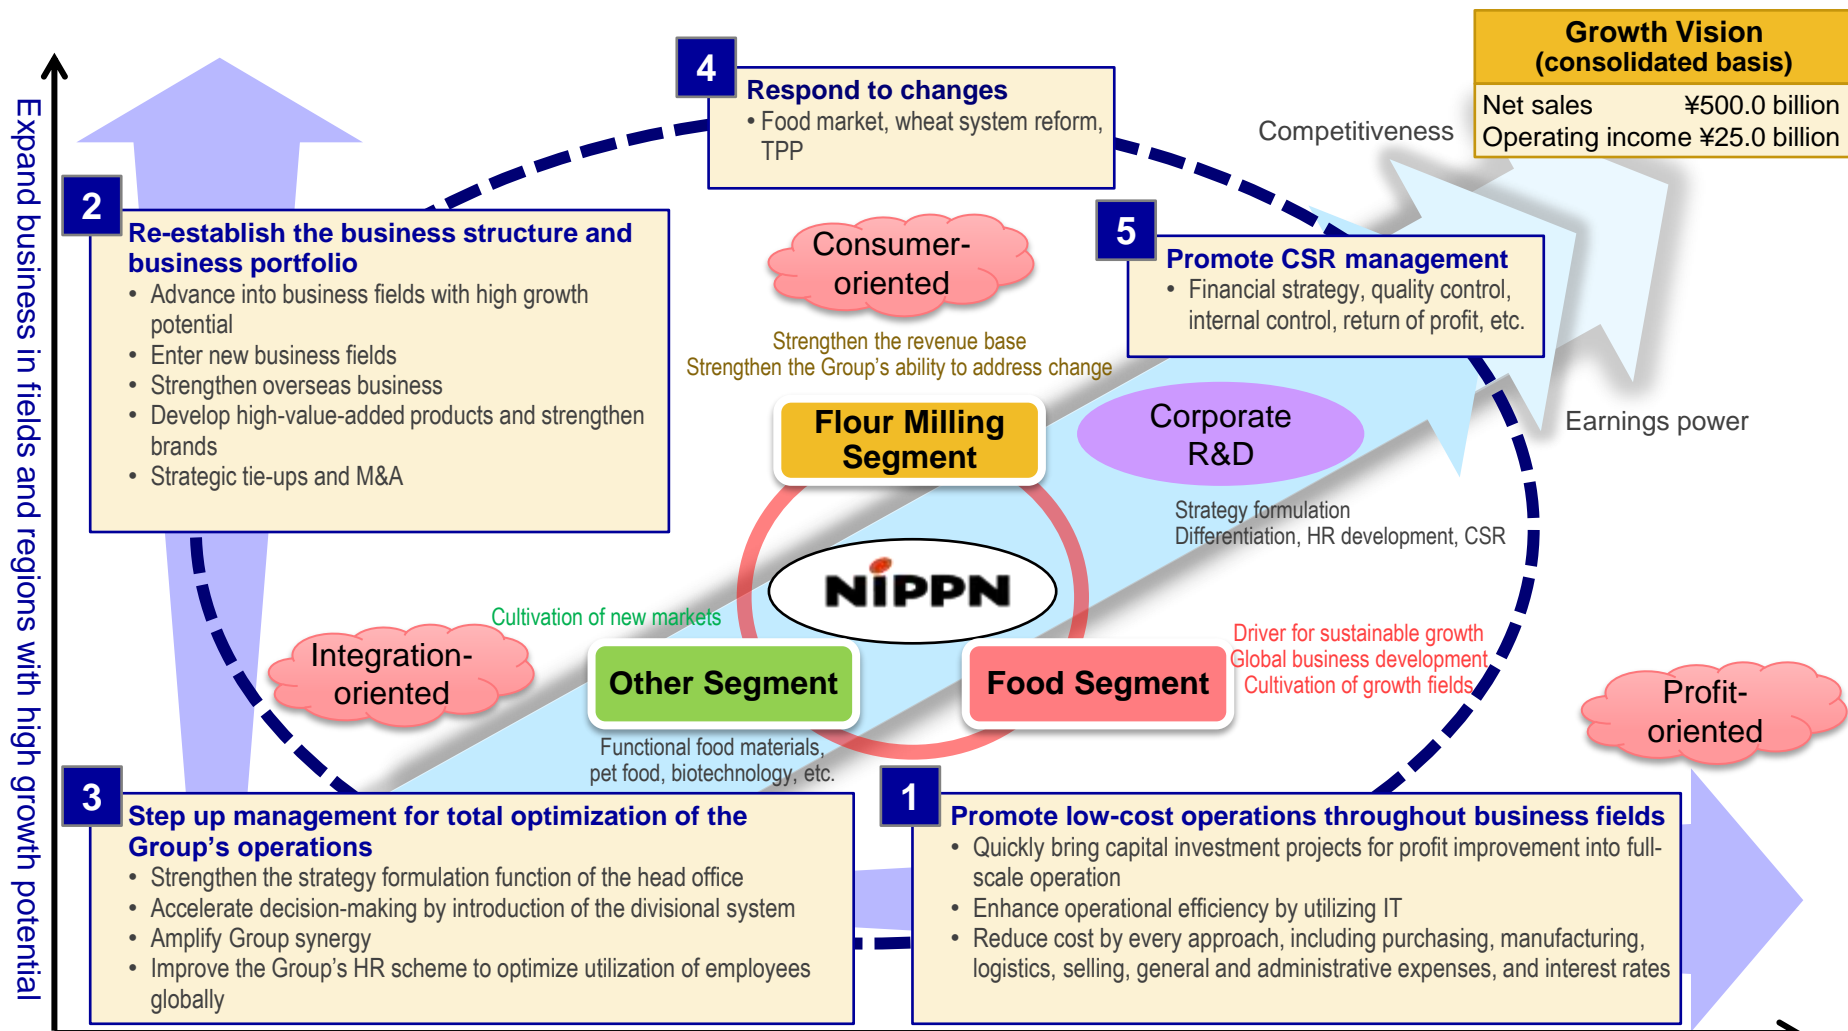 Growth Vision
(consolidated basis)
Net sales ¥500.0 billion
Operating income ¥25.0 billion
Competitiveness
Earnings power
Expand business in fields and regions with high growth potential
4
Respond to changes
• Food market, wheat system reform,
TPP
2
Re-establish the business structure and
business portfolio
• Advance into business fields with high growth
potential
• Enter new business fields
• Strengthen overseas business
• Develop high-value-added products and strengthen
brands
• Strategic tie-ups and M&A
Consumer-
oriented
5
Promote CSR management
• Financial strategy, quality control,
internal control, return of profit, etc.
Strengthen the revenue base
Strengthen the Group's ability to address change
Flour Milling
Segment
Corporate
R&D
Strategy formulation
Differentiation, HR development, CSR
NIPPN
Cultivation of new markets
Integration-
oriented
Other Segment
Functional food materials,
pet food, biotechnology, etc.
Food Segment
Driver for sustainable growth
Global business development
Cultivation of growth fields
Profit-
oriented
3
Step up management for total optimization of the
Group's operations
• Strengthen the strategy formulation function of the head office
• Accelerate decision-making by introduction of the divisional system
• Amplify Group synergy
• Improve the Group's HR scheme to optimize utilization of employees
globally
1
Promote low-cost operations throughout business fields
• Quickly bring capital investment projects for profit improvement into full-
scale operation
• Enhance operational efficiency by utilizing IT
• Reduce cost by every approach, including purchasing, manufacturing,
logistics, selling, general and administrative expenses, and interest rates